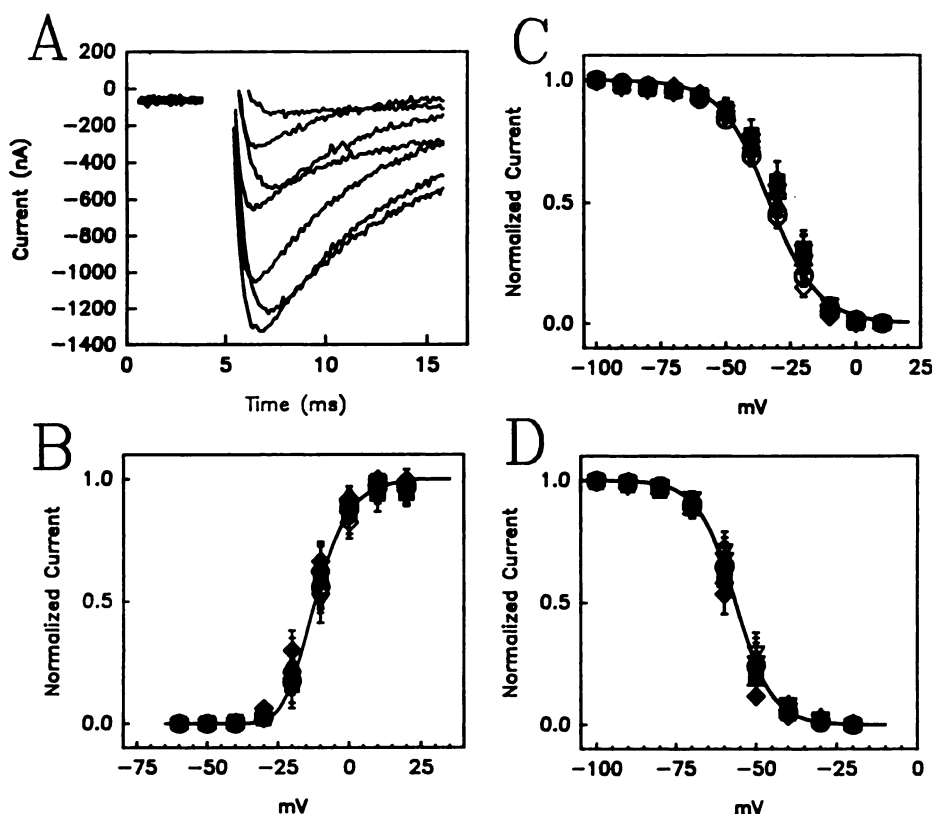 A
200
0
−200
−400
−600
−800
−1000
−1200
−1400
Current (nA)
0 5 10 15
Time (ms)
B
1.0
0.5
0.0
Normalized Current
−75 −50 −25 0 25
mV
C
1.0
0.5
0.0
Normalized Current
−100 −75 −50 −25 0 25
mV
D
1.0
0.5
0.0
Normalized Current
−100 −75 −50 −25 0
mV